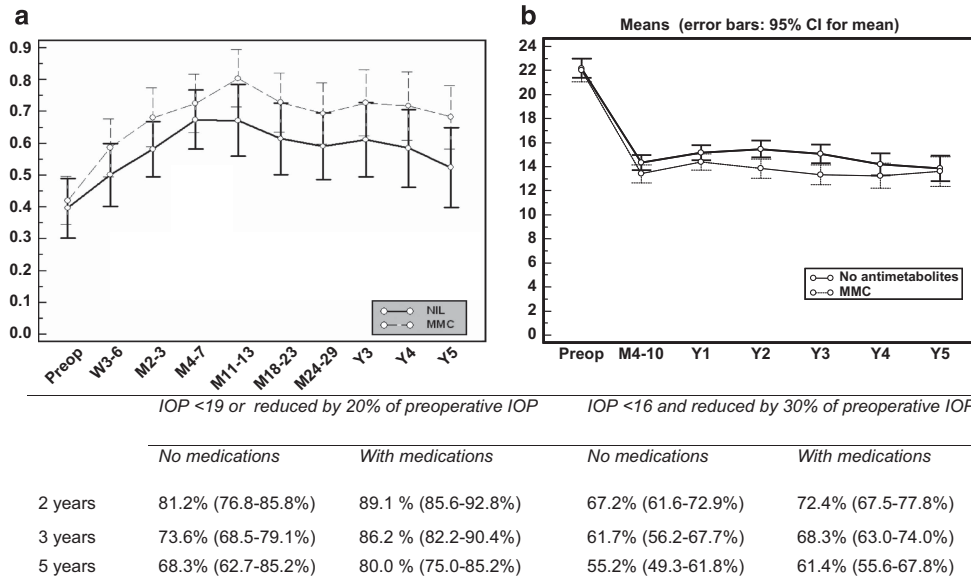 a
0.9
0.8
0.7
0.6
0.5
0.4
0.3
0.2
0.1
0.0
NIL
MMC
Preop W3-6 M2-3 M4-7 M11-13 M18-23 M24-29 Y3 Y4 Y5
b
Means (error bars: 95% CI for mean)
24
22
20
18
16
14
12
10
8
6
4
2
0
No antimetabolites
MMC
Preop M4-10 Y1 Y2 Y3 Y4 Y5
IOP <19 or reduced by 20% of preoperative IOP IOP <16 and reduced by 30% of preoperative IOP
No medications With medications No medications With medications
2 years 81.2% (76.8-85.8%) 89.1 % (85.6-92.8%) 67.2% (61.6-72.9%) 72.4% (67.5-77.8%)
3 years 73.6% (68.5-79.1%) 86.2 % (82.2-90.4%) 61.7% (56.2-67.7%) 68.3% (63.0-74.0%)
5 years 68.3% (62.7-85.2%) 80.0 % (75.0-85.2%) 55.2% (49.3-61.8%) 61.4% (55.6-67.8%)